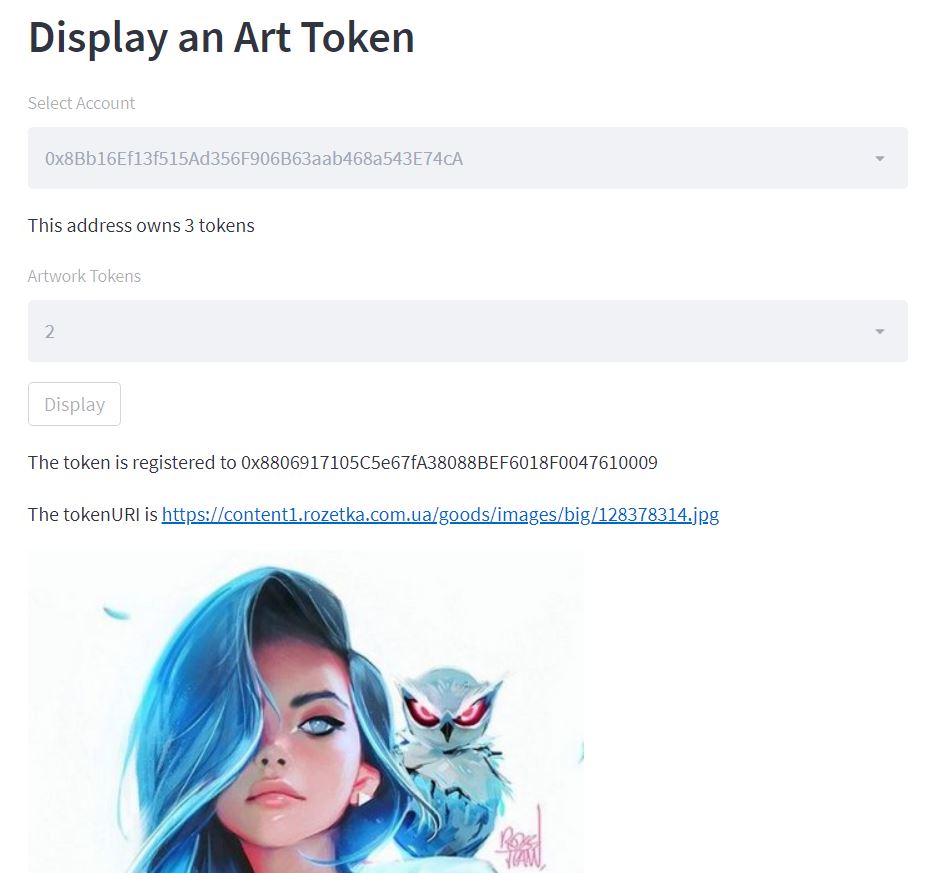 Display an Art Token
Select Account
0x8Bb16Ef13f515Ad356F906B63aab468a543E74cA
This address owns 3 tokens
Artwork Tokens
2
Display
The token is registered to 0x8806917105C5e67fA38088BEF6018F0047610009
The tokenURI is https://content1.rozetka.com.ua/goods/images/big/128378314.jpg